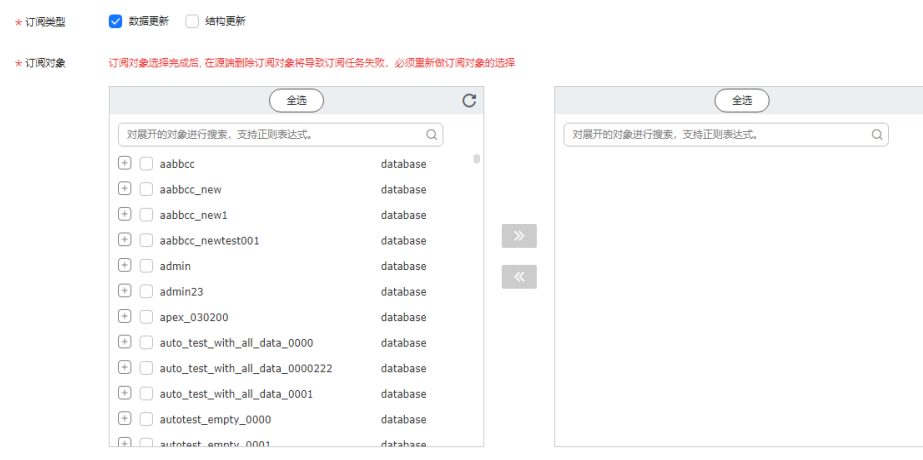 * 订阅类型 数据更新 结构更新
* 订阅对象 订阅对象选择完成后, 在源端删除订阅对象将导致订阅任务失败, 必须重新做订阅对象的选择
全选 全选
对展开的对象进行搜索, 支持正则表达式。 对展开的对象进行搜索, 支持正则表达式。
aabbcc database
aabbcc_new database
aabbcc_new1 database
aabbcc_newtest001 database
admin database
admin23 database
apex_030200 database
auto_test_with_all_data_0000 database
auto_test_with_all_data_0000222 database
auto_test_with_all_data_0001 database
autotest_empty_0000 database
autotest_empty_0001 database